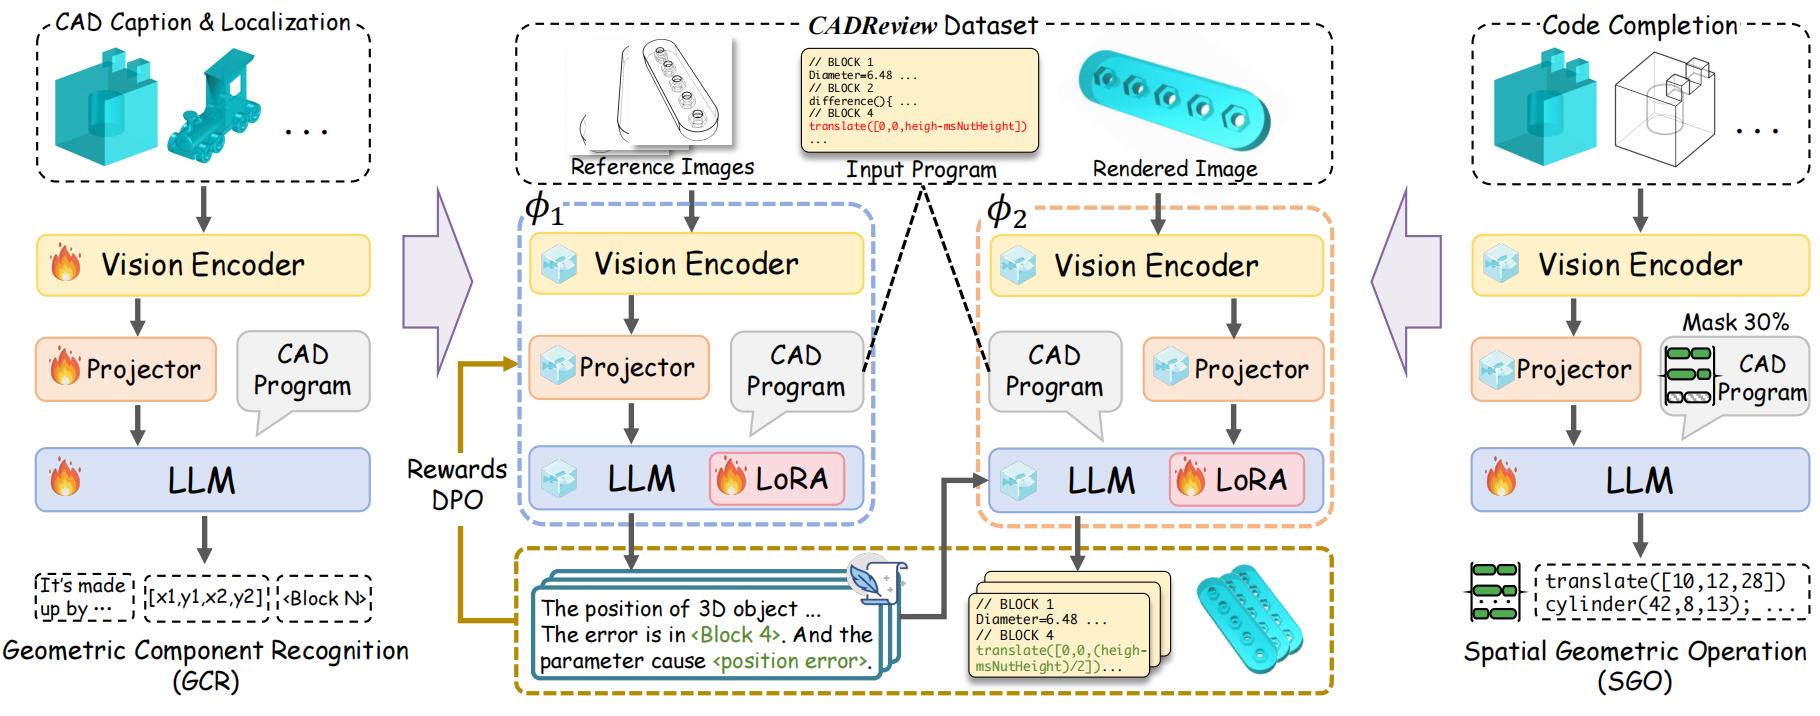 CAD Caption & Localization
. . .
Vision Encoder
Projector
CAD
Program
LLM
It's made
up by ...
[x1,y1,x2,y2]
<Block N>
Geometric Component Recognition
(GCR)
CADReview Dataset
Reference Images
// BLOCK 1
Diameter=6.48 ...
// BLOCK 2
difference(){ ...
// BLOCK 4
translate([0,0,heigh-msNutHeight])
...
Input Program
Rendered Image
ϕ1
Vision Encoder
Projector
CAD
Program
LLM
LoRA
Rewards
DPO
The position of 3D object ...
The error is in <Block 4>. And the
parameter cause <position error>.
ϕ2
Vision Encoder
CAD
Program
Projector
LLM
LoRA
// BLOCK 1
Diameter=6.48 ...
// BLOCK 4
translate([0,0,(heigh-
msNutHeight)/2])...
Code Completion
. . .
Vision Encoder
Mask 30%
Projector
CAD
Program
LLM
translate([10,12,28])
cylinder(42,8,13); ...
Spatial Geometric Operation
(SGO)